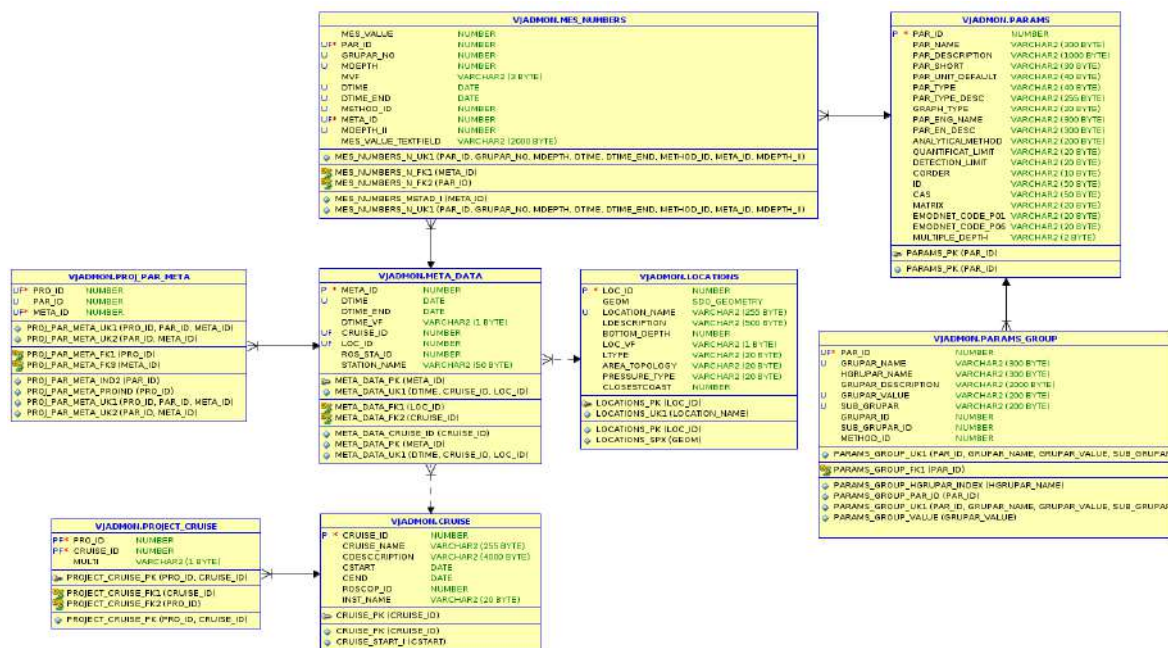 VJADMON.MES_NUMBERS
MES_VALUE NUMBER
UF* PAR_ID NUMBER
U GRUPAR_NO NUMBER
U MDEPTH NUMBER
MVF VARCHAR2 (3 BYTE)
U DTIME DATE
U DTIME_END DATE
U METHOD_ID NUMBER
UF* META_ID NUMBER
U MDEPTH_II NUMBER
MES_VALUE_TEXTFIELD VARCHAR2 (2000 BYTE)
MES_NUMBERS_N_UK1 (PAR_ID, GRUPAR_NO, MDEPTH, DTIME, DTIME_END, METHOD_ID, META_ID, MDEPTH_II)
MES_NUMBERS_N_FK1 (META_ID)
MES_NUMBERS_N_FK2 (PAR_ID)
MES_NUMBERS_METAD_I (META_ID)
MES_NUMBERS_N_UK1 (PAR_ID, GRUPAR_NO, MDEPTH, DTIME, DTIME_END, METHOD_ID, META_ID, MDEPTH_II)
VJADMON.PARAMS
P * PAR_ID NUMBER
PAR_NAME VARCHAR2 (300 BYTE)
PAR_DESCRIPTION VARCHAR2 (1000 BYTE)
PAR_SHORT VARCHAR2 (30 BYTE)
PAR_UNIT_DEFAULT VARCHAR2 (40 BYTE)
PAR_TYPE VARCHAR2 (40 BYTE)
PAR_TYPE_DESC VARCHAR2 (255 BYTE)
GRAPH_TYPE VARCHAR2 (20 BYTE)
PAR_ENG_NAME VARCHAR2 (300 BYTE)
PAR_EN_DESC VARCHAR2 (300 BYTE)
ANALYTICALMETHOD VARCHAR2 (200 BYTE)
QUANTIFICAT_LIMIT VARCHAR2 (20 BYTE)
DETECTION_LIMIT VARCHAR2 (20 BYTE)
CORDER VARCHAR2 (10 BYTE)
ID VARCHAR2 (50 BYTE)
CAS VARCHAR2 (50 BYTE)
MATRIX VARCHAR2 (20 BYTE)
EMODNET_CODE_P01 VARCHAR2 (20 BYTE)
EMODNET_CODE_P06 VARCHAR2 (20 BYTE)
MULTIPLE_DEPTH VARCHAR2 (2 BYTE)
PARAMS_PK (PAR_ID)
PARAMS_PK (PAR_ID)
VJADMON.PROJ_PAR_META
UF* PRO_ID NUMBER
U PAR_ID NUMBER
UF* META_ID NUMBER
PROJ_PAR_META_UK1 (PRO_ID, PAR_ID, META_ID)
PROJ_PAR_META_UK2 (PAR_ID, META_ID)
PROJ_PAR_META_FK1 (PRO_ID)
PROJ_PAR_META_FK3 (META_ID)
PROJ_PAR_META_IND2 (PAR_ID)
PROJ_PAR_META_PROIND (PRO_ID)
PROJ_PAR_META_UK1 (PRO_ID, PAR_ID, META_ID)
PROJ_PAR_META_UK2 (PAR_ID, META_ID)
VJADMON.META_DATA
P * META_ID NUMBER
U DTIME DATE
DTIME_END DATE
DTIME_VF VARCHAR2 (1 BYTE)
UF CRUISE_ID NUMBER
UF LOC_ID NUMBER
ROS_STA_ID NUMBER
STATION_NAME VARCHAR2 (50 BYTE)
META_DATA_PK (META_ID)
META_DATA_UK1 (DTIME, CRUISE_ID, LOC_ID)
META_DATA_FK1 (LOC_ID)
META_DATA_FK2 (CRUISE_ID)
META_DATA_CRUISE_ID (CRUISE_ID)
META_DATA_PK (META_ID)
META_DATA_UK1 (DTIME, CRUISE_ID, LOC_ID)
VJADMON.LOCATIONS
P * LOC_ID NUMBER
GEOM SDO_GEOMETRY
U LOCATION_NAME VARCHAR2 (255 BYTE)
LDESCRIPTION VARCHAR2 (500 BYTE)
BOTTOM_DEPTH NUMBER
LOC_VF VARCHAR2 (1 BYTE)
LTYPE VARCHAR2 (20 BYTE)
AREA_TOPOLOGY VARCHAR2 (20 BYTE)
PRESSURE_TYPE VARCHAR2 (20 BYTE)
CLOSESTCOAST NUMBER
LOCATIONS_PK (LOC_ID)
LOCATIONS_UK1 (LOCATION_NAME)
LOCATIONS_PK (LOC_ID)
LOCATIONS_SPX (GEOM)
VJADMON.PARAMS_GROUP
UF* PAR_ID NUMBER
U GRUPAR_NAME VARCHAR2 (300 BYTE)
HGRUPAR_NAME VARCHAR2 (300 BYTE)
GRUPAR_DESCRIPTION VARCHAR2 (2000 BYTE)
U GRUPAR_VALUE VARCHAR2 (200 BYTE)
U SUB_GRUPAR VARCHAR2 (200 BYTE)
GRUPAR_ID NUMBER
SUB_GRUPAR_ID NUMBER
METHOD_ID NUMBER
PARAMS_GROUP_UK1 (PAR_ID, GRUPAR_NAME, GRUPAR_VALUE, SUB_GRUPAR
PARAMS_GROUP_FK1 (PAR_ID)
PARAMS_GROUP_HGRUPAR_INDEX (HGRUPAR_NAME)
PARAMS_GROUP_PAR_ID (PAR_ID)
PARAMS_GROUP_UK1 (PAR_ID, GRUPAR_NAME, GRUPAR_VALUE, SUB_GRUPAR
PARAMS_GROUP_VALUE (GRUPAR_VALUE)
VJADMON.PROJECT_CRUISE
PF* PRO_ID NUMBER
PF* CRUISE_ID NUMBER
MULTI VARCHAR2 (1 BYTE)
PROJECT_CRUISE_PK (PRO_ID, CRUISE_ID)
PROJECT_CRUISE_FK1 (CRUISE_ID)
PROJECT_CRUISE_FK2 (PRO_ID)
PROJECT_CRUISE_PK (PRO_ID, CRUISE_ID)
VJADMON.CRUISE
P * CRUISE_ID NUMBER
CRUISE_NAME VARCHAR2 (255 BYTE)
CDESCCRIPTION VARCHAR2 (4000 BYTE)
CSTART DATE
CEND DATE
ROSCOP_ID NUMBER
INST_NAME VARCHAR2 (20 BYTE)
CRUISE_PK (CRUISE_ID)
CRUISE_PK (CRUISE_ID)
CRUISE_START_I (CSTART)